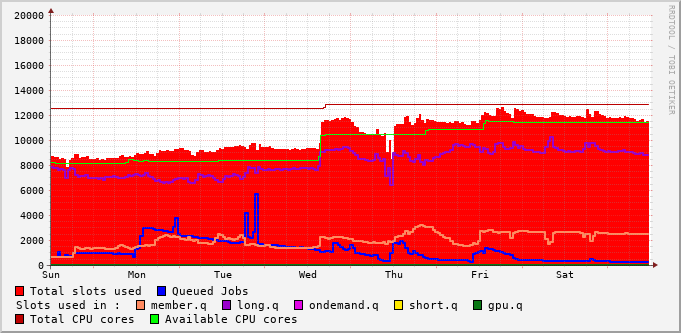 RRDTOOL / TOBI OETIKER
20000
18000
16000
14000
12000
10000
8000
6000
4000
2000
0
Sun Mon Tue Wed Thu Fri Sat
Total slots used Queued Jobs
Slots used in : member.q long.q ondemand.q short.q gpu.q
Total CPU cores Available CPU cores